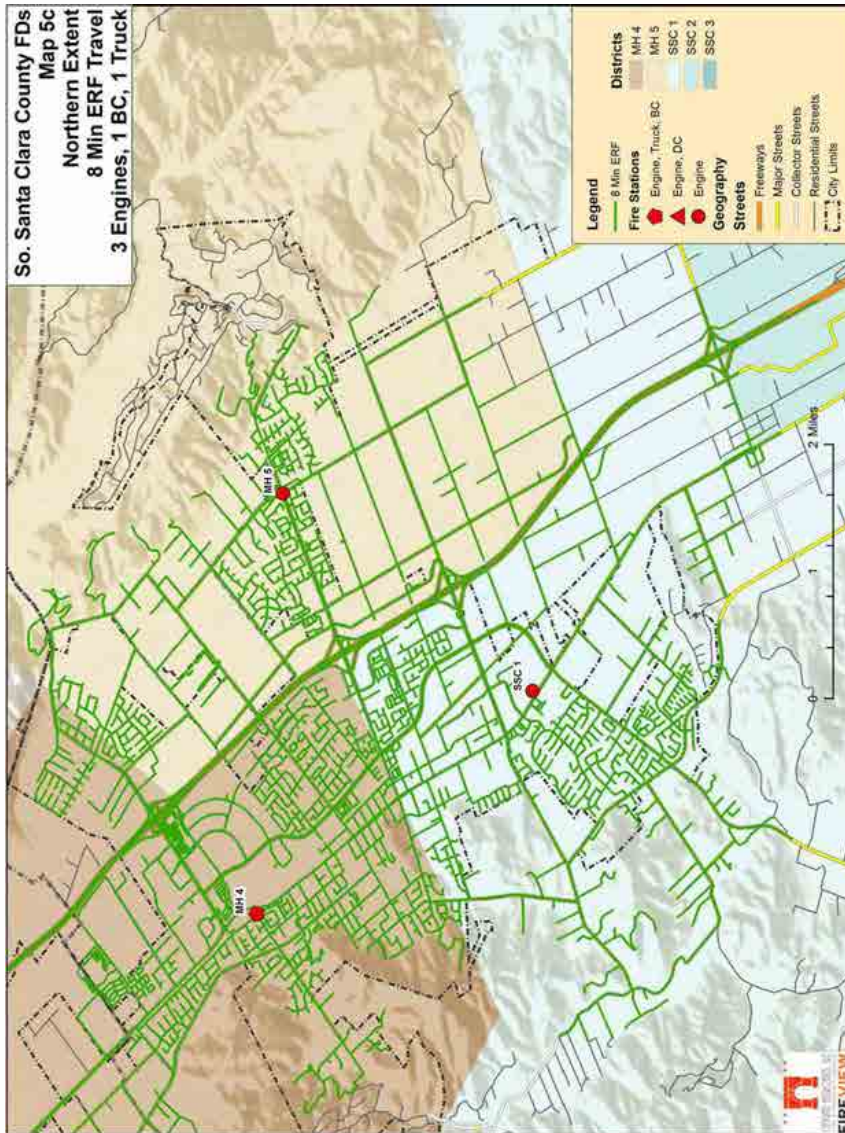 So. Santa Clara County FDs
Map 5c
Northern Extent
8 Min ERF Travel
3 Engines, 1 BC, 1 Truck
MH 5
MH 4
SSC 1
0
1
2 Miles
Legend
8 Min ERF
Fire Stations
Engine, Truck, BC
Engine, DC
Engine
Geography
Streets
Freeways
Major Streets
Collector Streets
Residential Streets
City Limits
Districts
MH 4
MH 5
SSC 1
SSC 2
SSC 3
FIREVIEW